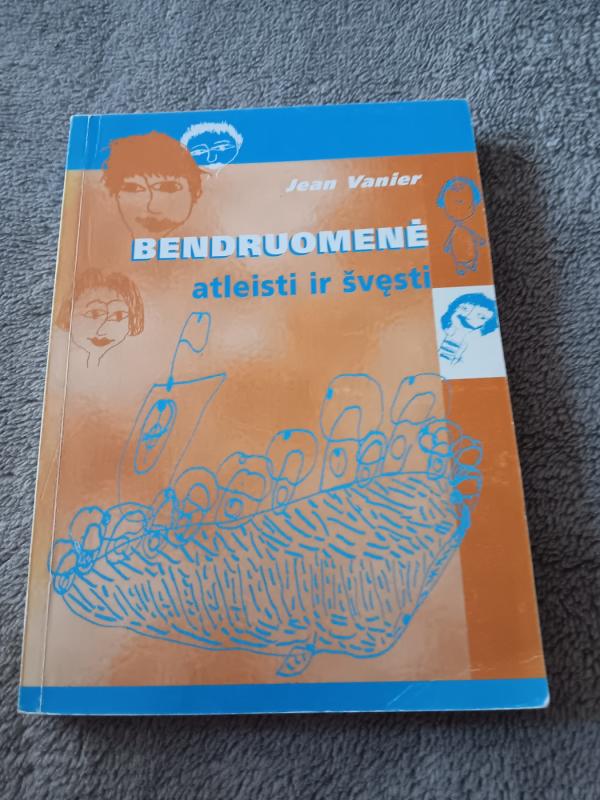 Jean Vanier
BENDRUOMENĖ
atleisti ir švęsti